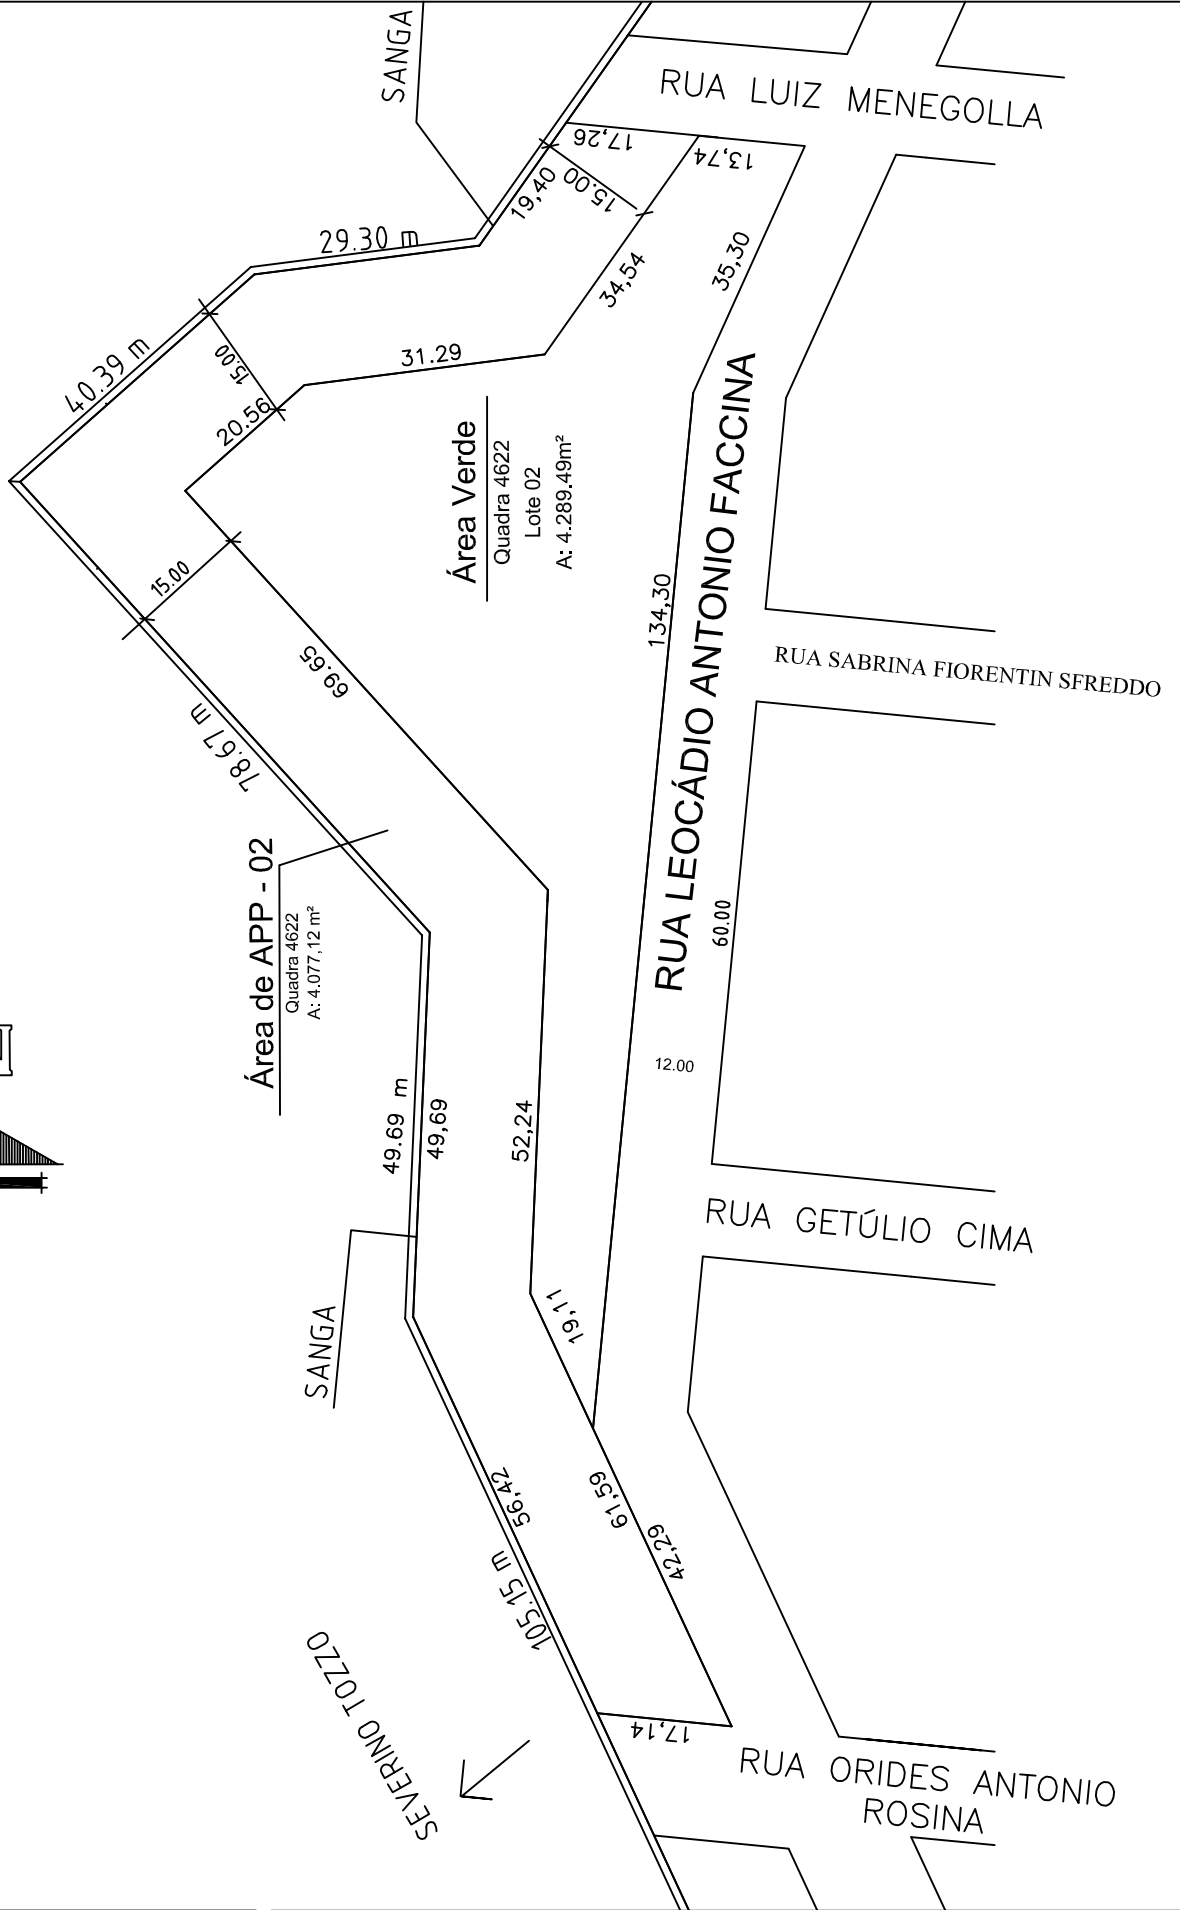 SANGA
RUA LUIZ MENEGOLLA
17,26
13,74
15.00
19,40
29.30 m
35,30
34,54
40.39 m
15.00
31.29
20.56
Área Verde
Quadra 4622
Lote 02
A: 4.289,49m²
RUA LEOCÁDIO ANTONIO FACCINA
15.00
134,30
69.65
RUA SABRINA FIORENTIN SFREDDO
78.67 m
Área de APP - 02
Quadra 4622
A: 4.077,12 m²
60.00
12.00
49.69 m
49,69
52,24
RUA GETÚLIO CIMA
19,11
SANGA
56,42
61,59
42,29
105.15 m
SEVERINO TOZZO
17,14
RUA ORIDES ANTONIO
ROSINA